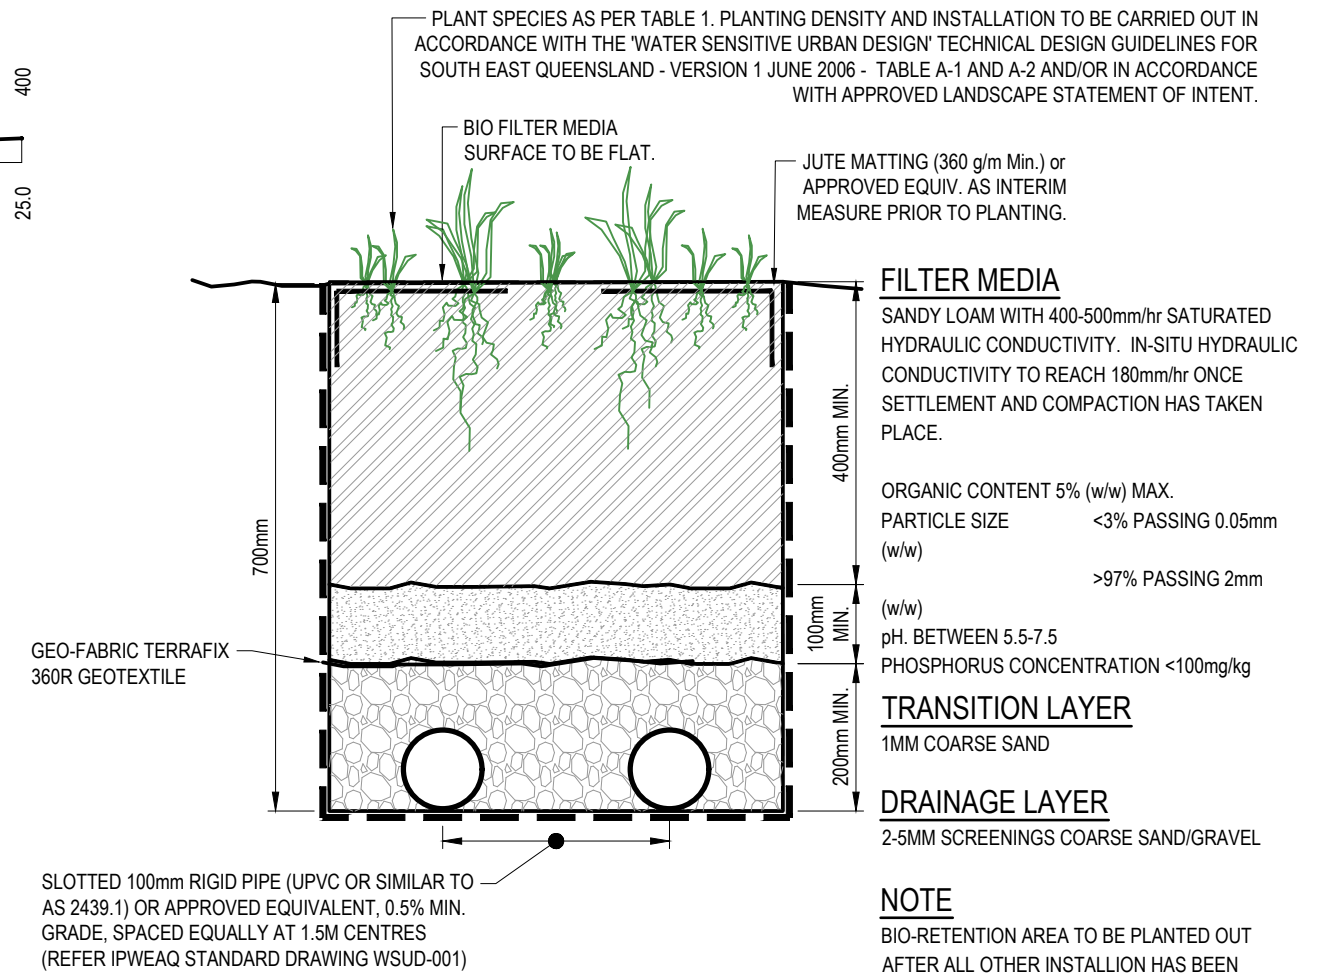 PLANT SPECIES AS PER TABLE 1. PLANTING DENSITY AND INSTALLATION TO BE CARRIED OUT IN
ACCORDANCE WITH THE 'WATER SENSITIVE URBAN DESIGN' TECHNICAL DESIGN GUIDELINES FOR
SOUTH EAST QUEENSLAND - VERSION 1 JUNE 2006 - TABLE A-1 AND A-2 AND/OR IN ACCORDANCE
WITH APPROVED LANDSCAPE STATEMENT OF INTENT.
400
25.0
BIO FILTER MEDIA
SURFACE TO BE FLAT.
JUTE MATTING (360 g/m Min.) or
APPROVED EQUIV. AS INTERIM
MEASURE PRIOR TO PLANTING.
700mm
400mm MIN.
100mm
MIN.
200mm MIN.
GEO-FABRIC TERRAFIX
360R GEOTEXTILE
SLOTTED 100mm RIGID PIPE (UPVC OR SIMILAR TO
AS 2439.1) OR APPROVED EQUIVALENT, 0.5% MIN.
GRADE, SPACED EQUALLY AT 1.5M CENTRES
(REFER IPWEAQ STANDARD DRAWING WSUD-001)
FILTER MEDIA
SANDY LOAM WITH 400-500mm/hr SATURATED
HYDRAULIC CONDUCTIVITY. IN-SITU HYDRAULIC
CONDUCTIVITY TO REACH 180mm/hr ONCE
SETTLEMENT AND COMPACTION HAS TAKEN
PLACE.
ORGANIC CONTENT 5% (w/w) MAX.
PARTICLE SIZE <3% PASSING 0.05mm
(w/w)
>97% PASSING 2mm
(w/w)
pH. BETWEEN 5.5-7.5
PHOSPHORUS CONCENTRATION <100mg/kg
TRANSITION LAYER
1MM COARSE SAND
DRAINAGE LAYER
2-5MM SCREENINGS COARSE SAND/GRAVEL
NOTE
BIO-RETENTION AREA TO BE PLANTED OUT
AFTER ALL OTHER INSTALLION HAS BEEN